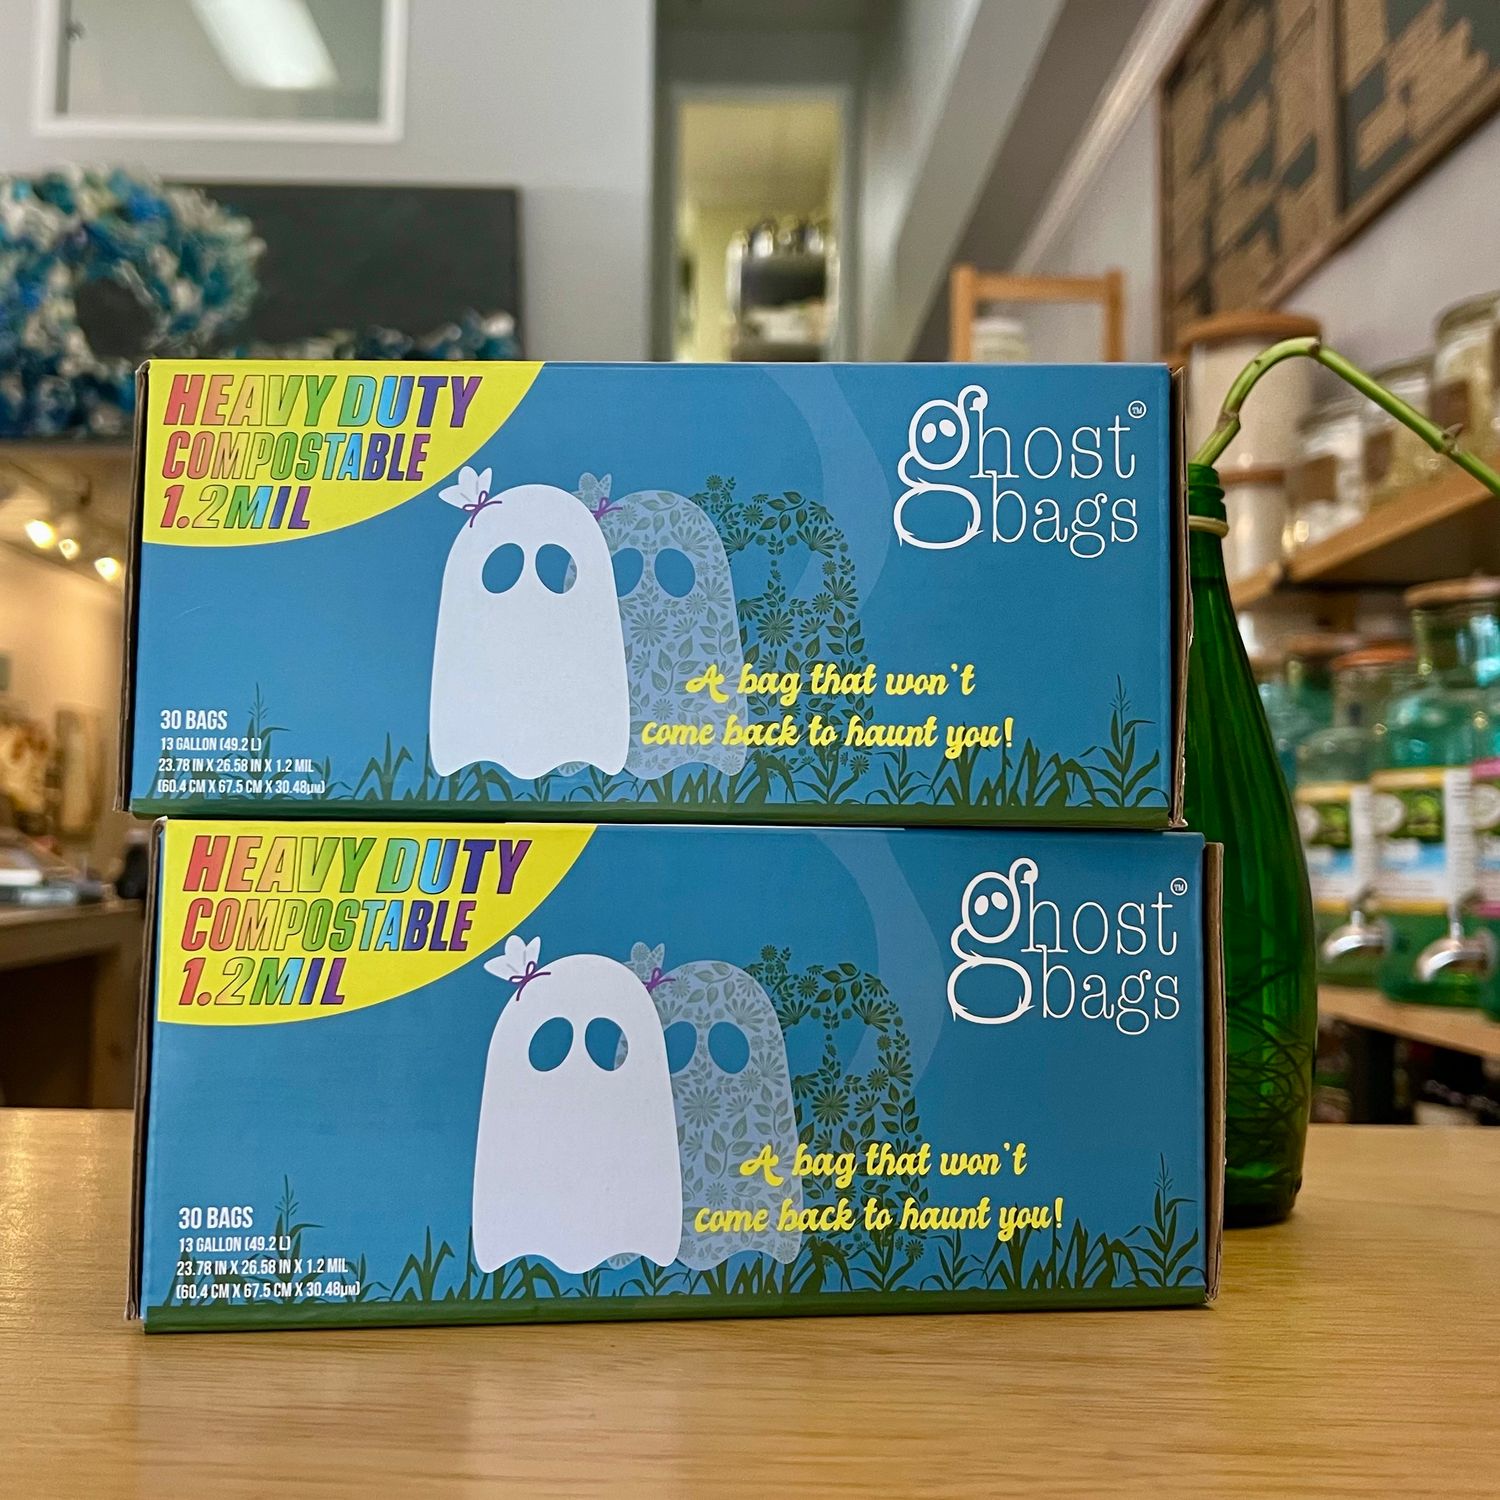 HEAVY DUTY
COMPOSTABLE
1.2MIL
ghost™
bags
A bag that won't
come back to haunt you!
30 BAGS
13 GALLON (49.2 L)
23.78 IN X 26.58 IN X 1.2 MIL
(60.4 CM X 67.5 CM X 30.48µM)
HEAVY DUTY
COMPOSTABLE
1.2MIL
ghost™
bags
A bag that won't
come back to haunt you!
30 BAGS
13 GALLON (49.2 L)
23.78 IN X 26.58 IN X 1.2 MIL
(60.4 CM X 67.5 CM X 30.48µM)